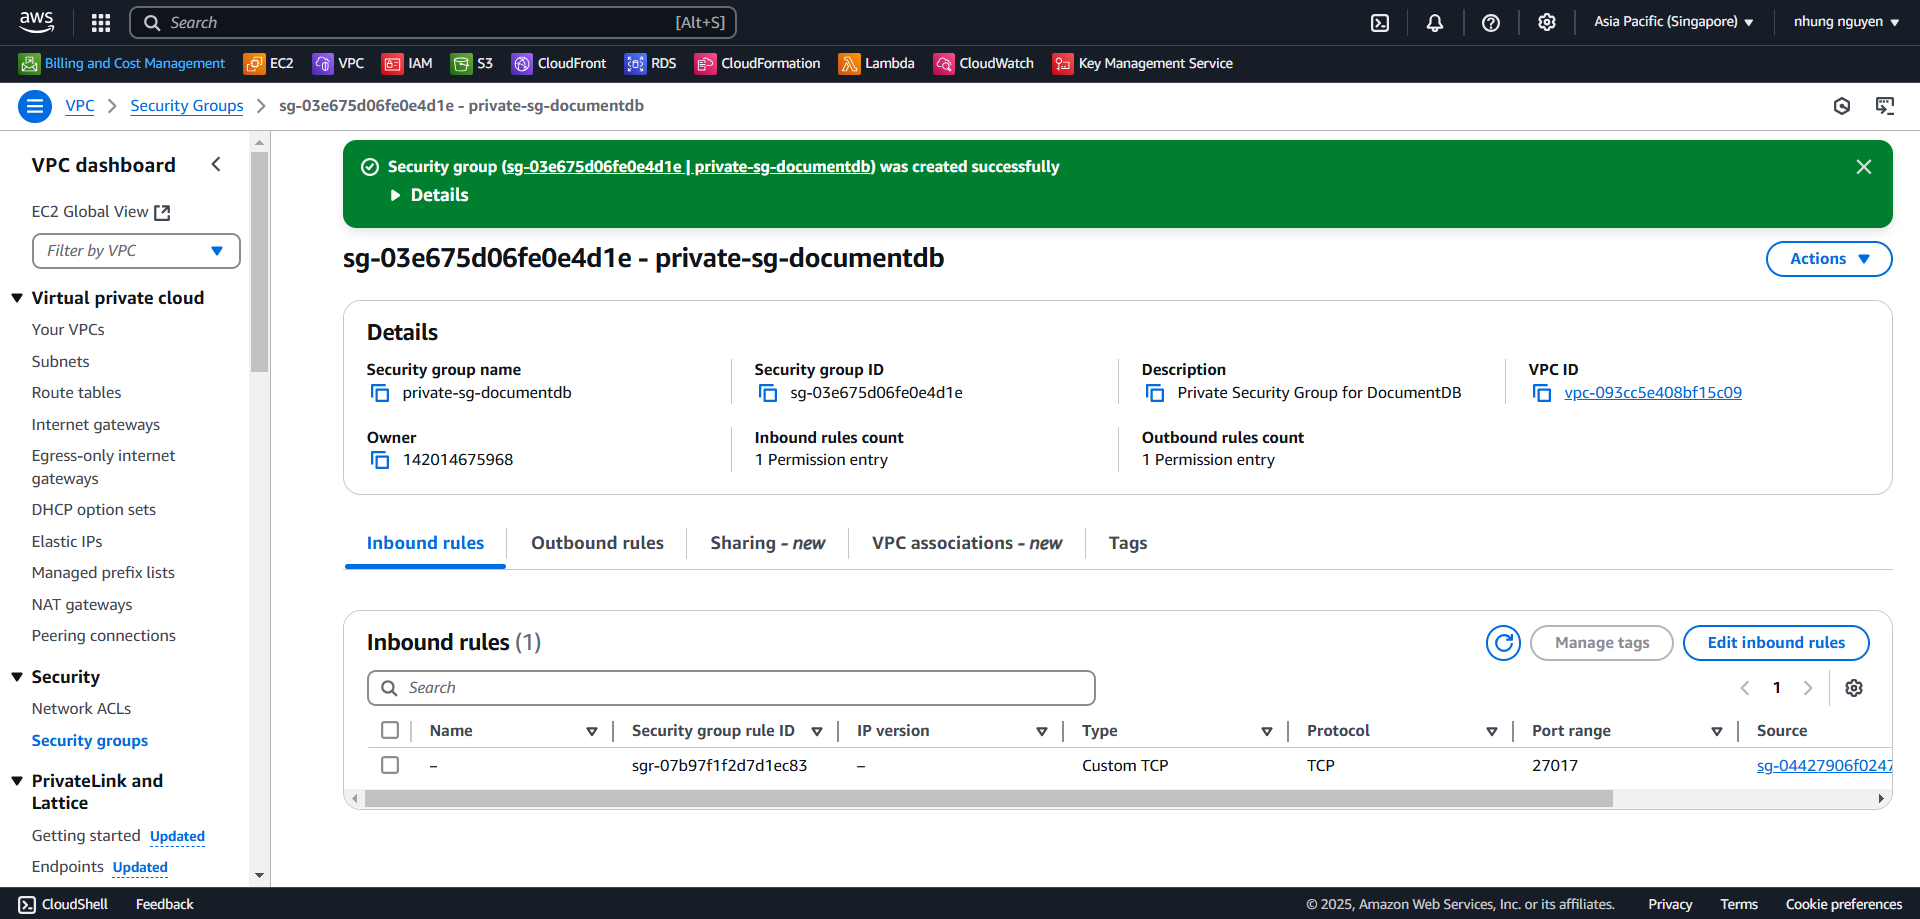 aws
Search [Alt+S]
Asia Pacific (Singapore)
nhung nguyen
Billing and Cost Management EC2 VPC IAM S3 CloudFront RDS CloudFormation Lambda CloudWatch Key Management Service
VPC Security Groups sg-03e675d06fe0e4d1e - private-sg-documentdb
VPC dashboard
EC2 Global View
Filter by VPC
Virtual private cloud
Your VPCs
Subnets
Route tables
Internet gateways
Egress-only internet
gateways
DHCP option sets
Elastic IPs
Managed prefix lists
NAT gateways
Peering connections
Security
Network ACLs
Security groups
PrivateLink and
Lattice
Getting started Updated
Endpoints Updated
Security group (sg-03e675d06fe0e4d1e | private-sg-documentdb) was created successfully
Details
sg-03e675d06fe0e4d1e - private-sg-documentdb
Actions
Details
Security group name
private-sg-documentdb
Security group ID
sg-03e675d06fe0e4d1e
Description
Private Security Group for DocumentDB
VPC ID
vpc-093cc5e408bf15c09
Owner
142014675968
Inbound rules count
1 Permission entry
Outbound rules count
1 Permission entry
Inbound rules Outbound rules Sharing - new VPC associations - new Tags
Inbound rules (1)
Manage tags
Edit inbound rules
Search
1
Name Security group rule ID IP version Type Protocol Port range Source
– sgr-07b97f1f2d7d1ec83 – Custom TCP TCP 27017 sg-04427906f0247
CloudShell Feedback
© 2025, Amazon Web Services, Inc. or its affiliates. Privacy Terms Cookie preferences